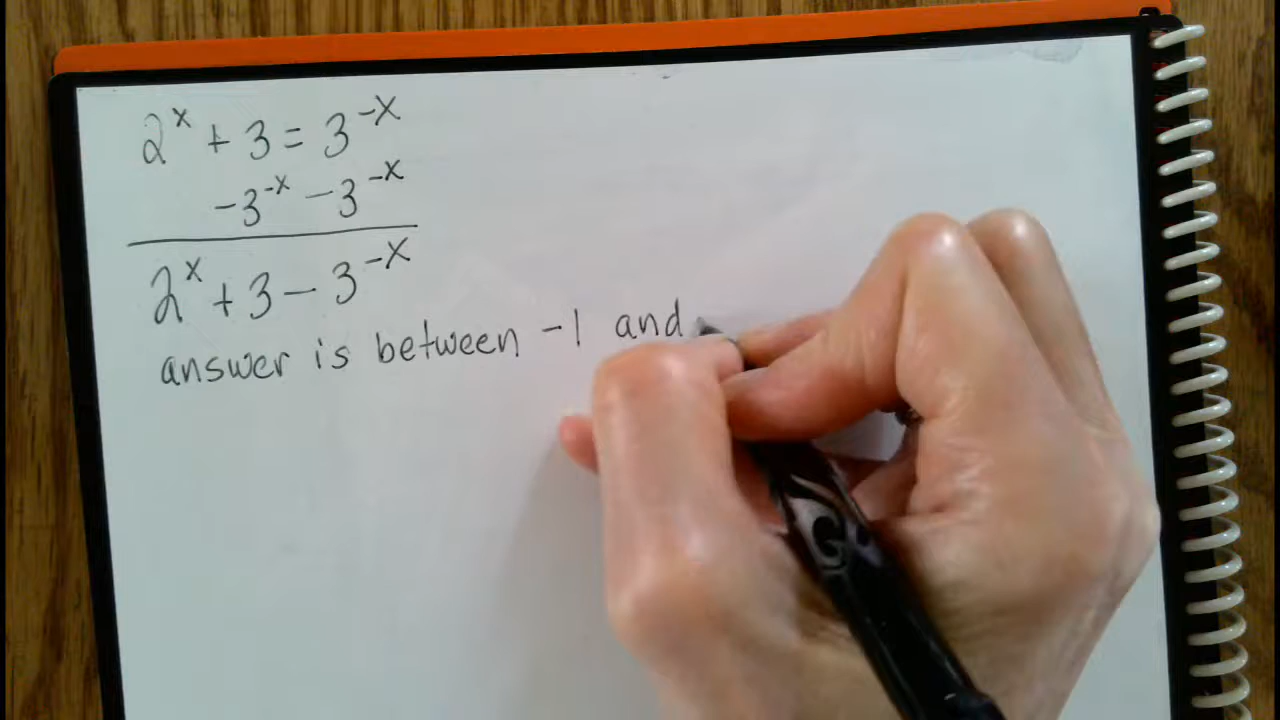 2^x + 3 = 3^-x
-3^-x -3^-x
2^x + 3 - 3^-x
answer is between -1 and